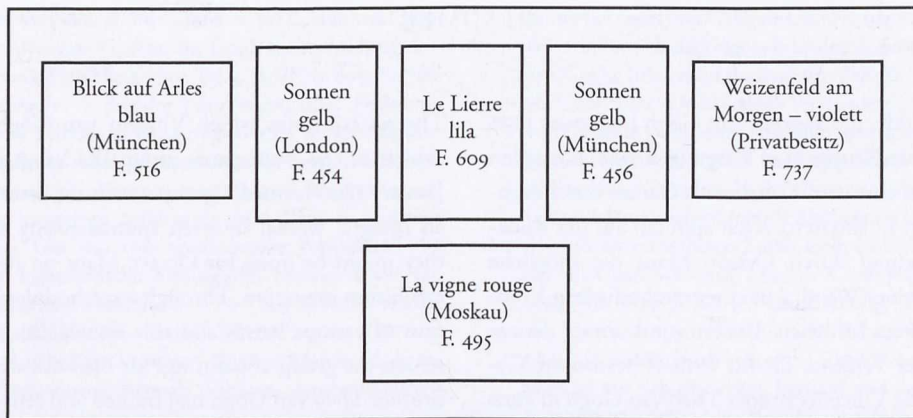 Blick auf Arles
blau
(München)
F. 516
Sonnen
gelb
(London)
F. 454
Le Lierre
lila
F. 609
Sonnen
gelb
(München)
F. 456
Weizenfeld am
Morgen – violett
(Privatbesitz)
F. 737
La vigne rouge
(Moskau)
F. 495